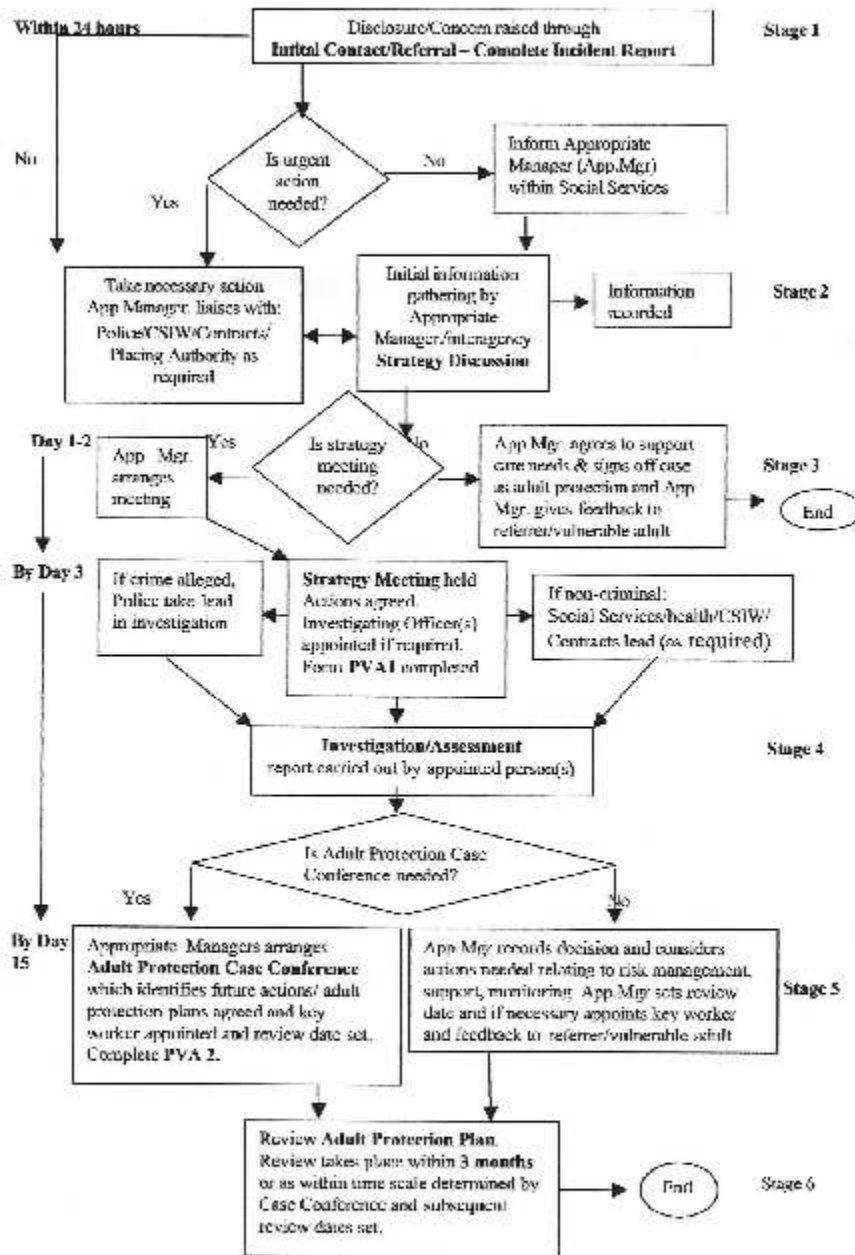 Within 24 hours
Disclosure/Concern raised through
Initial Contact/Referral – Complete Incident Report
Stage 1
No
Is urgent
action
needed?
No
Yes
Inform Appropriate
Manager (App.Mgr)
within Social Services
Take necessary action
App Manager, liaises with:
Police/CSIW/Contracts/
Placing Authority as
required
Initial information
gathering by
Appropriate
Manager/interagency
Strategy Discussion
Information
recorded
Stage 2
Day 1-2
Yes
App Mgr.
arranges
meeting
Is strategy
meeting
needed?
No
App Mgr. agrees to support
care needs & signs off case
as adult protection and App
Mgr. gives feedback to
referrer/vulnerable adult
Stage 3
End
By Day 3
If crime alleged,
Police take lead
in investigation
Strategy Meeting held
Actions agreed.
Investigating Officer(s)
appointed if required.
Form PVA1 completed
If non-criminal:
Social Services/health/CSIW/
Contracts lead (as required)
Investigation/Assessment
report carried out by appointed person(s)
Stage 4
Is Adult Protection Case
Conference needed?
Yes
No
By Day
15
Appropriate Managers arranges
Adult Protection Case Conference
which identifies future actions/ adult
protection plans agreed and key
worker appointed and review date set.
Complete PVA 2.
App Mgr records decision and considers
actions needed relating to risk management,
support, monitoring. App Mgr sets review
date and if necessary appoints key worker
and feedback to referrer/vulnerable adult
Stage 5
Review Adult Protection Plan.
Review takes place within 3 months
or as within time scale determined by
Case Conference and subsequent
review dates set.
End
Stage 6